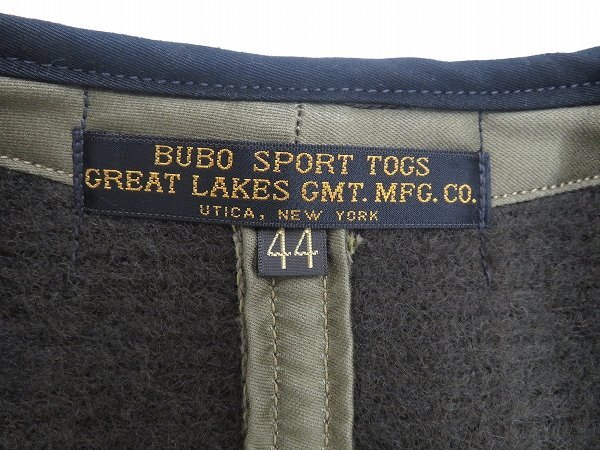 BUBO SPORT TOGS
GREAT LAKES GMT. MFG. CO.
UTICA, NEW YORK
44